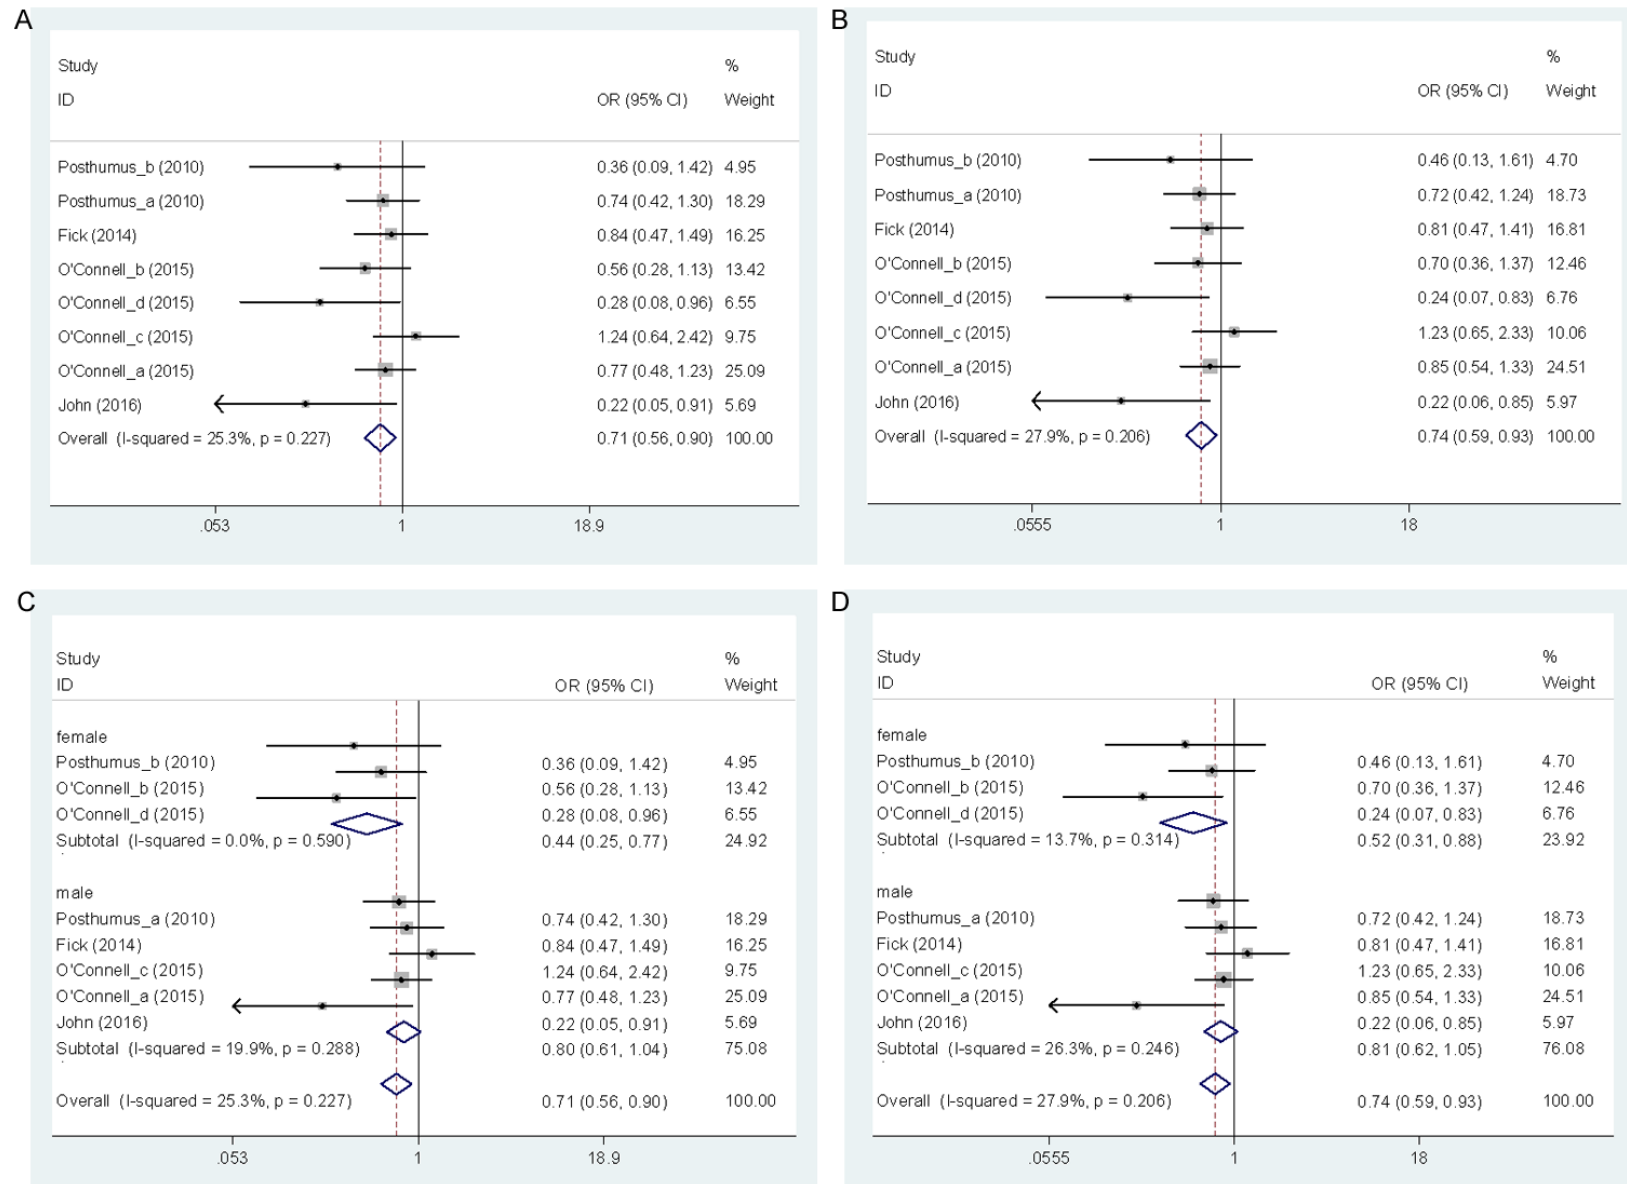 A
Study %
ID OR (95% CI) Weight
Posthumus_b (2010) 0.36 (0.09, 1.42) 4.95
Posthumus_a (2010) 0.74 (0.42, 1.30) 18.29
Fick (2014) 0.84 (0.47, 1.49) 16.25
O'Connell_b (2015) 0.56 (0.28, 1.13) 13.42
O'Connell_d (2015) 0.28 (0.08, 0.96) 6.55
O'Connell_c (2015) 1.24 (0.64, 2.42) 9.75
O'Connell_a (2015) 0.77 (0.48, 1.23) 25.09
John (2016) 0.22 (0.05, 0.91) 5.69
Overall (I-squared = 25.3%, p = 0.227) 0.71 (0.56, 0.90) 100.00
.053 1 18.9
B
Study %
ID OR (95% CI) Weight
Posthumus_b (2010) 0.46 (0.13, 1.61) 4.70
Posthumus_a (2010) 0.72 (0.42, 1.24) 18.73
Fick (2014) 0.81 (0.47, 1.41) 16.81
O'Connell_b (2015) 0.70 (0.36, 1.37) 12.46
O'Connell_d (2015) 0.24 (0.07, 0.83) 6.76
O'Connell_c (2015) 1.23 (0.65, 2.33) 10.06
O'Connell_a (2015) 0.85 (0.54, 1.33) 24.51
John (2016) 0.22 (0.06, 0.85) 5.97
Overall (I-squared = 27.9%, p = 0.206) 0.74 (0.59, 0.93) 100.00
.0555 1 18
C
Study %
ID OR (95% CI) Weight
female
Posthumus_b (2010) 0.36 (0.09, 1.42) 4.95
O'Connell_b (2015) 0.56 (0.28, 1.13) 13.42
O'Connell_d (2015) 0.28 (0.08, 0.96) 6.55
Subtotal (I-squared = 0.0%, p = 0.590) 0.44 (0.25, 0.77) 24.92
.
male
Posthumus_a (2010) 0.74 (0.42, 1.30) 18.29
Fick (2014) 0.84 (0.47, 1.49) 16.25
O'Connell_c (2015) 1.24 (0.64, 2.42) 9.75
O'Connell_a (2015) 0.77 (0.48, 1.23) 25.09
John (2016) 0.22 (0.05, 0.91) 5.69
Subtotal (I-squared = 19.9%, p = 0.288) 0.80 (0.61, 1.04) 75.08
.
Overall (I-squared = 25.3%, p = 0.227) 0.71 (0.56, 0.90) 100.00
.053 1 18.9
D
Study %
ID OR (95% CI) Weight
female
Posthumus_b (2010) 0.46 (0.13, 1.61) 4.70
O'Connell_b (2015) 0.70 (0.36, 1.37) 12.46
O'Connell_d (2015) 0.24 (0.07, 0.83) 6.76
Subtotal (I-squared = 13.7%, p = 0.314) 0.52 (0.31, 0.88) 23.92
.
male
Posthumus_a (2010) 0.72 (0.42, 1.24) 18.73
Fick (2014) 0.81 (0.47, 1.41) 16.81
O'Connell_c (2015) 1.23 (0.65, 2.33) 10.06
O'Connell_a (2015) 0.85 (0.54, 1.33) 24.51
John (2016) 0.22 (0.06, 0.85) 5.97
Subtotal (I-squared = 26.3%, p = 0.246) 0.81 (0.62, 1.05) 76.08
.
Overall (I-squared = 27.9%, p = 0.206) 0.74 (0.59, 0.93) 100.00
.0555 1 18